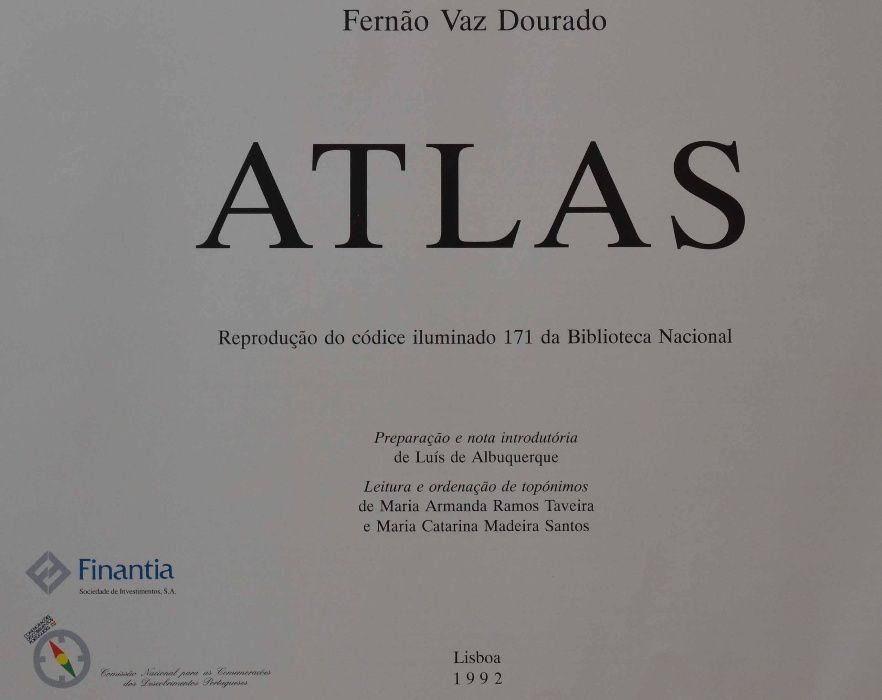 Fernão Vaz Dourado
ATLAS
Reprodução do códice iluminado 171 da Biblioteca Nacional
Preparação e nota introdutória
de Luís de Albuquerque
Leitura e ordenação de topónimos
de Maria Armanda Ramos Taveira
e Maria Catarina Madeira Santos
Finantia
Sociedade de Investimentos, S.A.
Comissão Nacional para as Comemorações
dos Descobrimentos Portugueses
Lisboa
1992